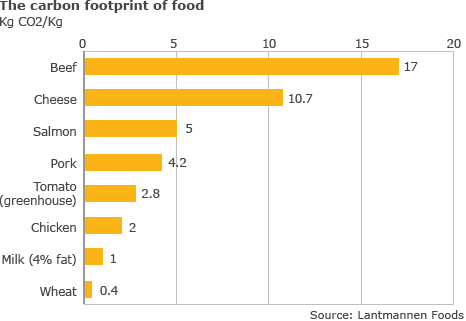 The carbon footprint of food
Kg CO2/Kg
0 5 10 15 20
Beef 17
Cheese 10.7
Salmon 5
Pork 4.2
Tomato
(greenhouse) 2.8
Chicken 2
Milk (4% fat) 1
Wheat 0.4
Source: Lantmannen Foods